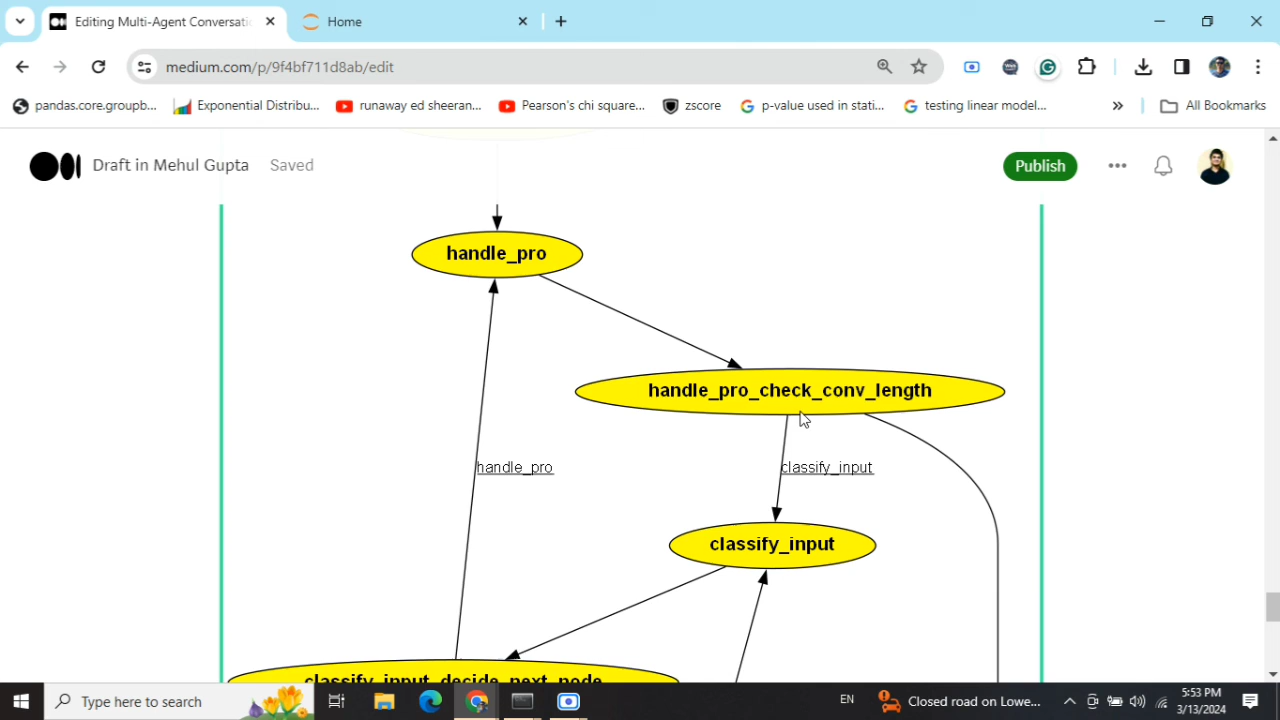 Editing Multi-Agent Conversati
Home
medium.com/p/9f4bf711d8ab/edit
pandas.core.groupb...
Exponential Distribu...
runaway ed sheeran...
Pearson's chi square...
zscore
p-value used in stati...
testing linear model...
»
All Bookmarks
Draft in Mehul Gupta
Saved
Publish
handle_pro
handle_pro_check_conv_length
handle_pro
classify_input
classify_input
classify_input_decide_next_node
Type here to search
EN
Closed road on Lowe...
5:53 PM
3/13/2024